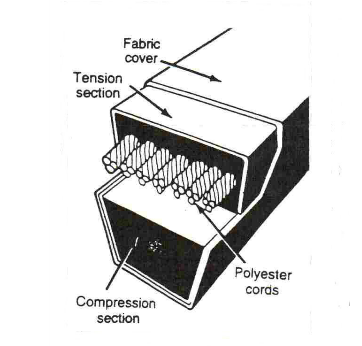 Fabric
cover
Tension
section
Polyester
cords
Compression
section